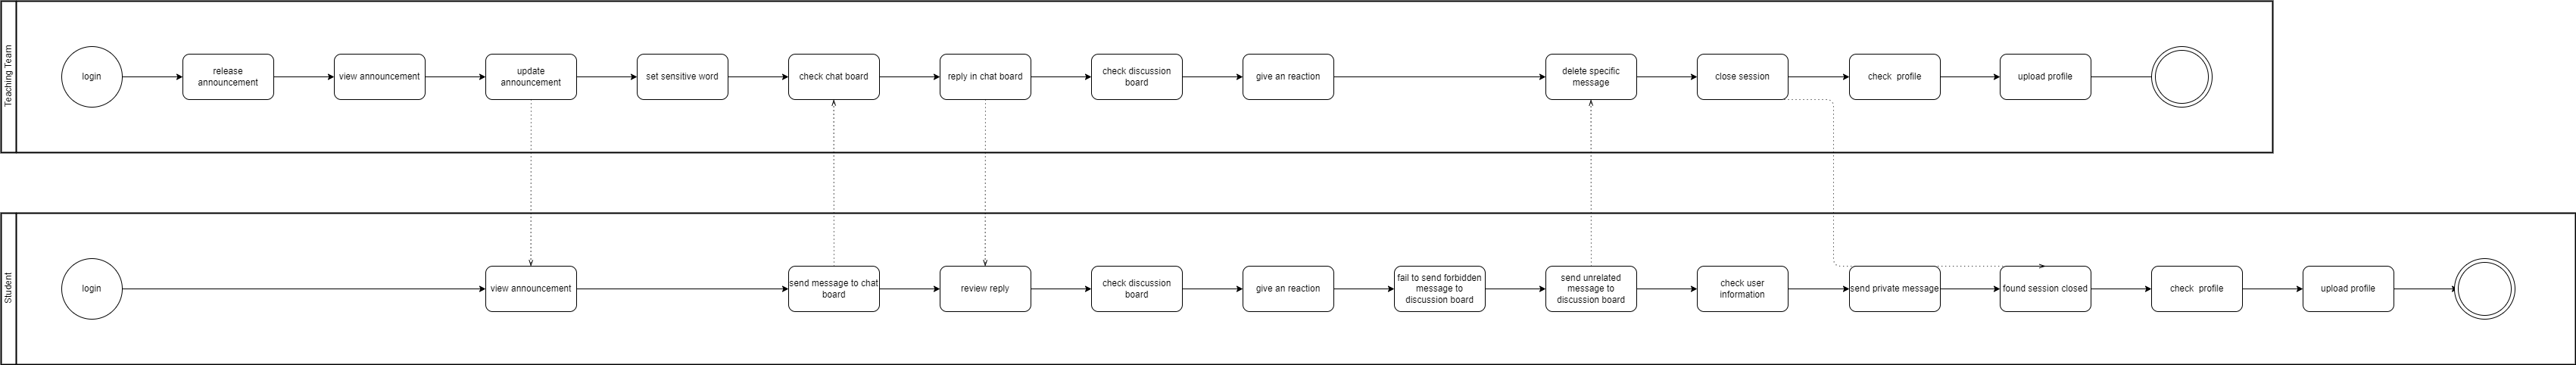 Teaching Team
login
release
announcement
view announcement
update
announcement
set sensitive word
check chat board
reply in chat board
check discussion
board
give an reaction
delete specific
message
close session
check  profile
upload profile
Student
login
view announcement
send message to chat
board
review reply
check discussion
board
give an reaction
fail to send forbidden
message to
discussion board
send unrelated
message to
discussion board
check user
information
send private message
found session closed
check  profile
upload profile